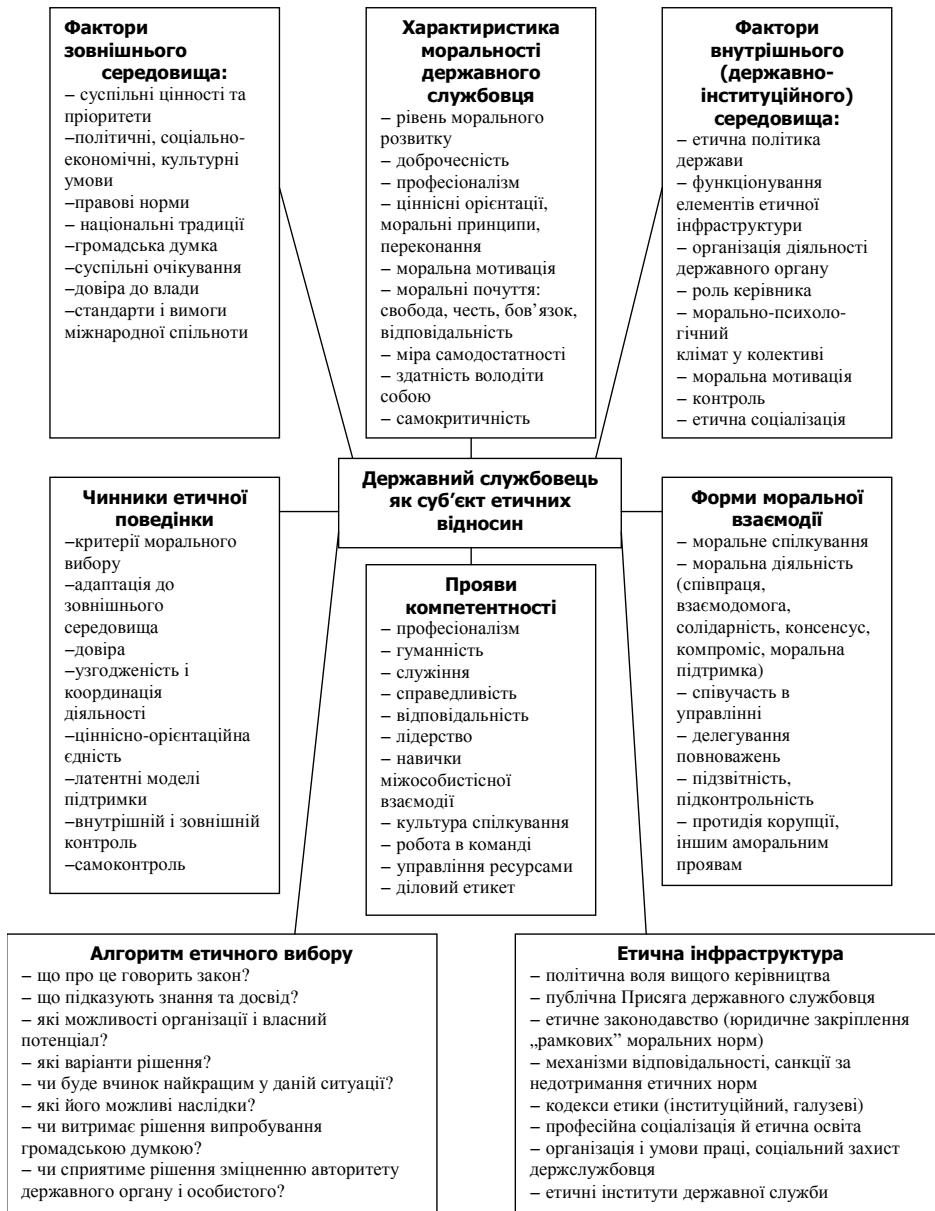 Фактори
зовнішнього
середовища:
− суспільні цінності та
пріоритети
−політичні, соціально-
економічні, культурні
умови
−правові норми
− національні традиції
−громадська думка
−суспільні очікування
−довіра до влади
−стандарти і вимоги
міжнародної спільноти
Характиристика
моральності
державного
службовця
− рівень морального
розвитку
− доброчесність
− професіоналізм
− ціннісні орієнтації,
моральні принципи,
переконання
− моральна мотивація
− моральні почуття:
свобода, честь, бов’язок,
відповідальність
− міра самодостатності
− здатність володіти
собою
− самокритичність
Фактори
внутрішнього
(державно-
інституційного)
середовища:
− етична політика
держави
− функціонування
елементів етичної
інфраструктури
− організація діяльності
державного органу
− роль керівника
− морально-психоло-
гічний
клімат у колективі
− моральна мотивація
− контроль
− етична соціалізація
Державний службовець
як суб’єкт етичних
відносин
Чинники етичної
поведінки
−критерії морального
вибору
−адаптація до
зовнішнього
середовища
−довіра
−узгодженість і
координація
діяльності
−ціннісно-орієнтаційна
єдність
−латентні моделі
підтримки
−внутрішній і зовнішній
контроль
−самоконтроль
Прояви
компетентності
− професіоналізм
− гуманність
− служіння
− справедливість
− відповідальність
− лідерство
− навички
міжособистісної
взаємодії
− культура спілкування
− робота в команді
− управління ресурсами
− діловий етикет
Форми моральної
взаємодії
− моральне спілкування
− моральна діяльність
(співпраця,
взаємодомога,
солідарність, консенсус,
компроміс, моральна
підтримка)
− співучасть в
управлінні
− делегування
повноважень
− підзвітність,
підконтрольність
− протидія корупції,
іншим аморальним
проявам
Алгоритм етичного вибору
− що про це говорить закон?
− що підказують знання та досвід?
− які можливості організації і власний
потенціал?
− які варіанти рішення?
− чи буде вчинок найкращим у даній ситуації?
− які його можливі наслідки?
− чи витримає рішення випробування
громадською думкою?
− чи сприятиме рішення зміцненню авторитету
державного органу і особистого?
Етична інфраструктура
− політична воля вищого керівництва
− публічна Присяга державного службовця
− етичне законодавство (юридичне закріплення
„рамкових” моральних норм)
− механізми відповідальності, санкції за
недотримання етичних норм
− кодекси етики (інституційний, галузеві)
− професійна соціалізація й етична освіта
− організація і умови праці, соціальний захист
держслужбовця
− етичні інститути державної служби